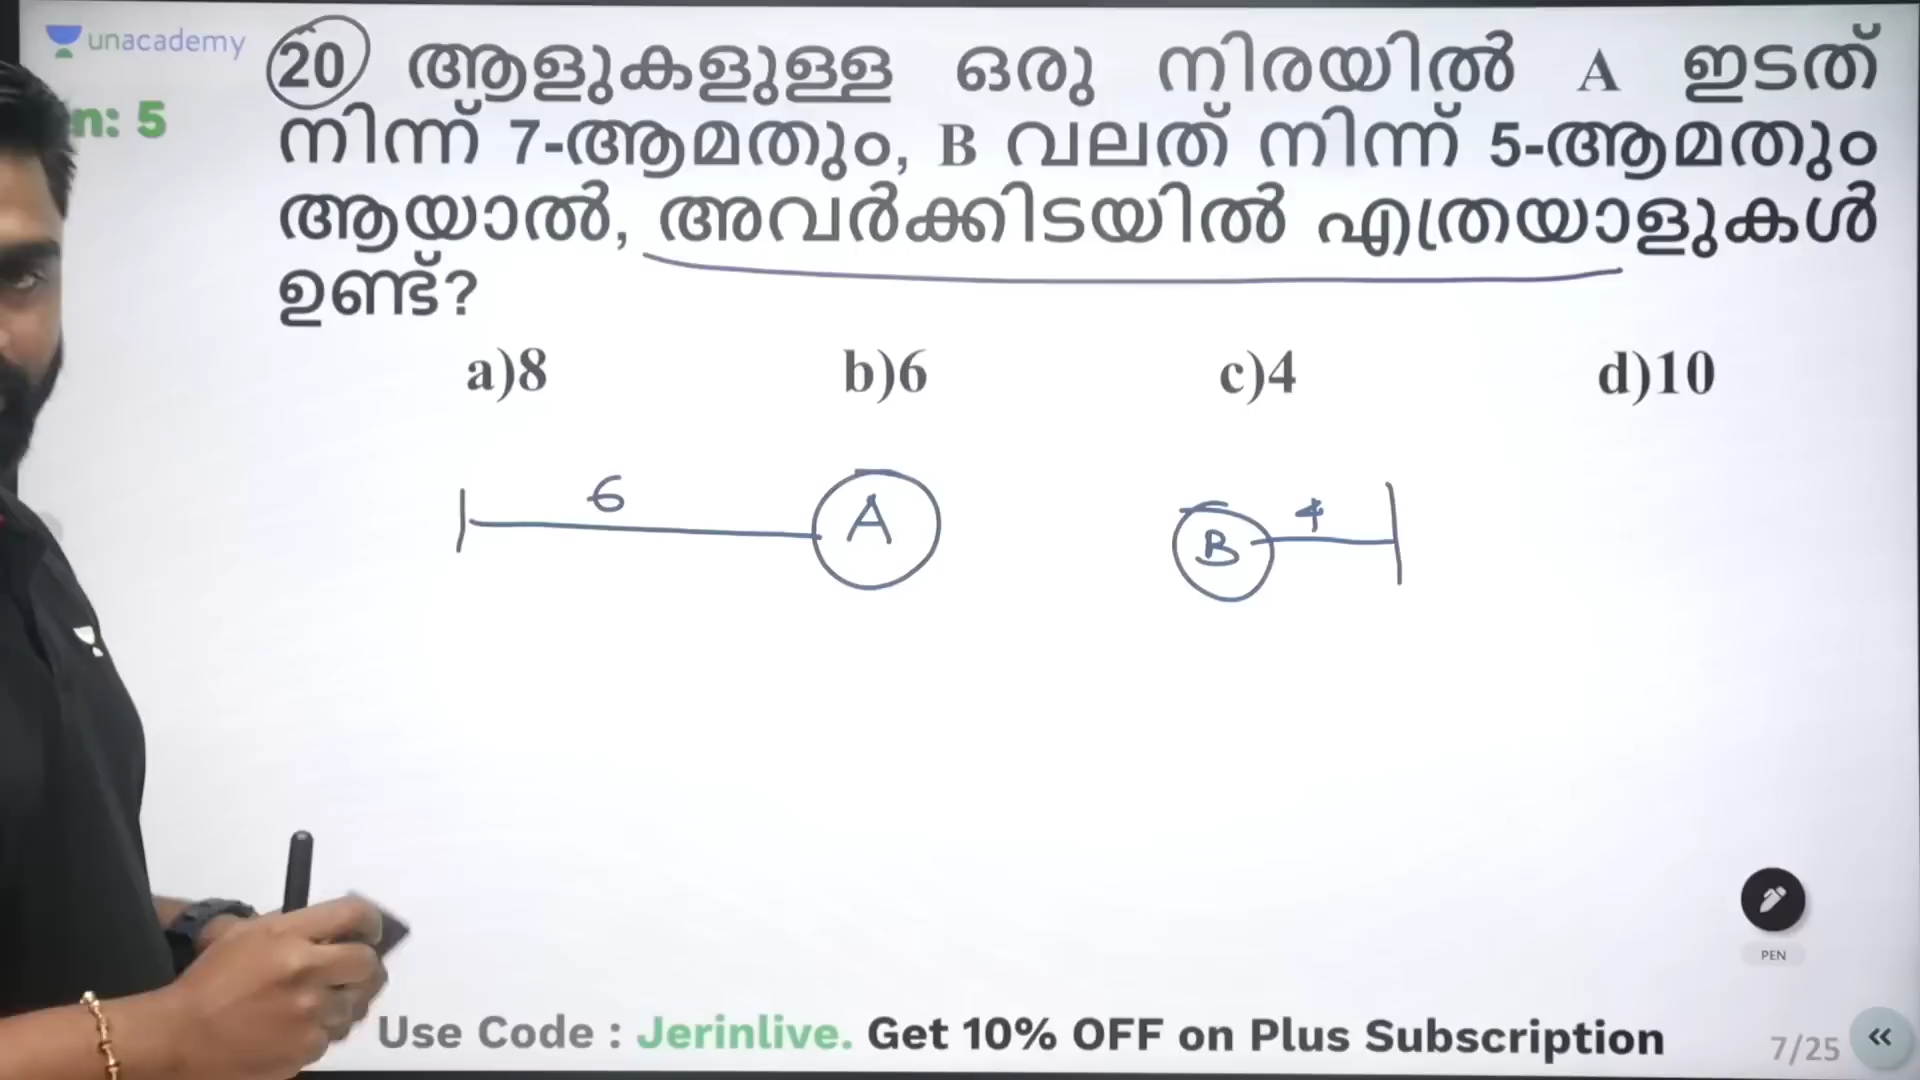 unacademy
n: 5
20 ആളുകളുള്ള ഒരു നിരയിൽ A ഇടത്
നിന്ന് 7-ആമതും, B വലത് നിന്ന് 5-ആമതും
ആയാൽ, അവർക്കിടയിൽ എത്രയാളുകൾ
ഉണ്ട്?
a)8 b)6 c)4 d)10
6 A B 4
PEN
Use Code : Jerinlive. Get 10% OFF on Plus Subscription
7/25